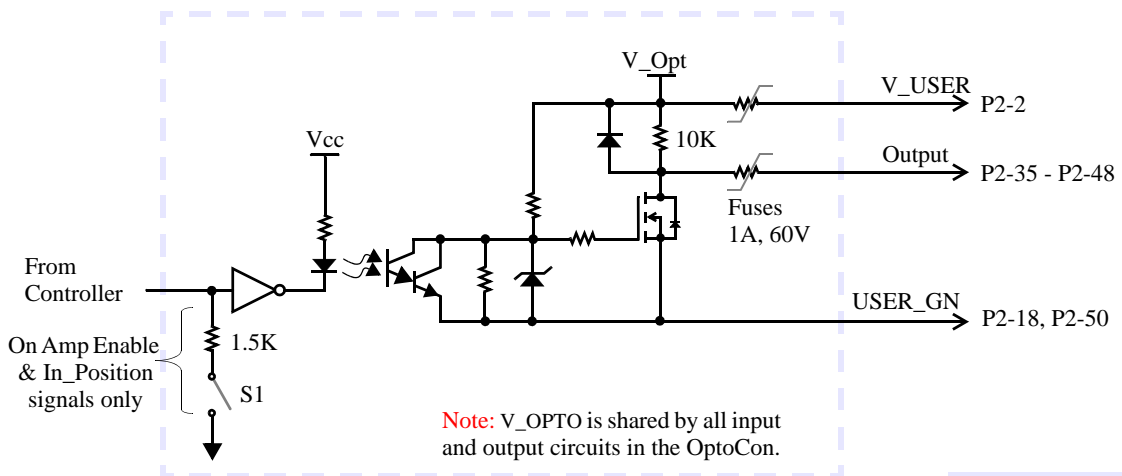 V_Opt
V_USER
P2-2
Vcc
10K
Output
P2-35 - P2-48
Fuses
1A, 60V
From
Controller
USER_GN
P2-18, P2-50
On Amp Enable
& In_Position
signals only
1.5K
S1
Note: V_OPTO is shared by all input
and output circuits in the OptoCon.